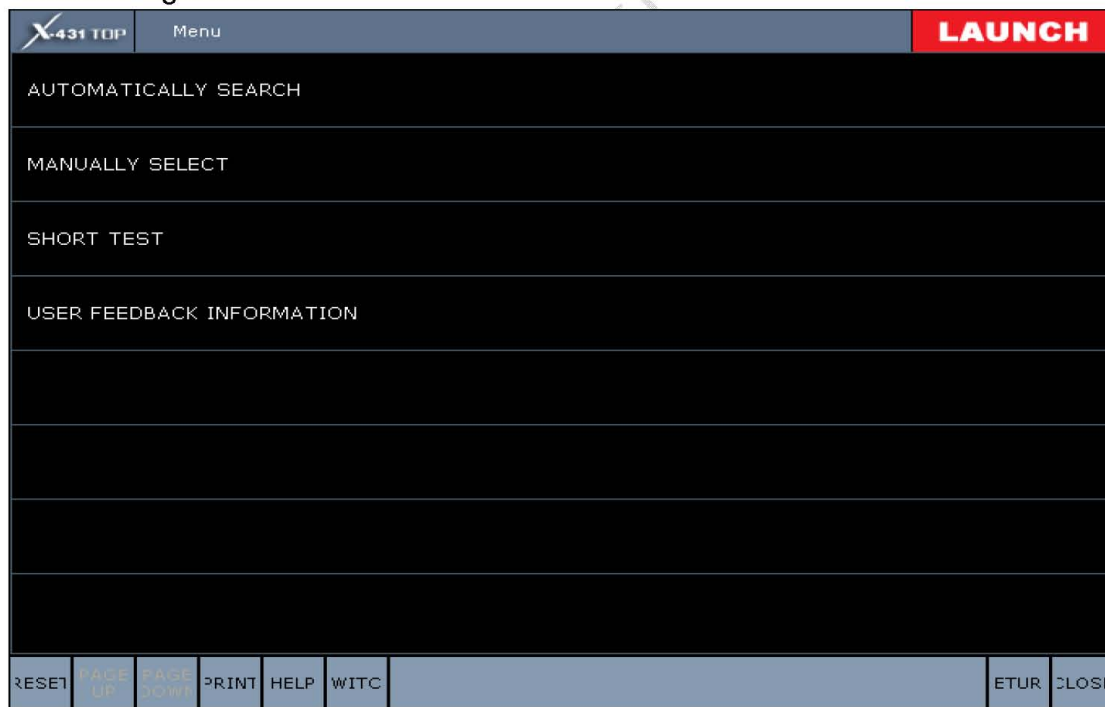 X-431 TOP Menu LAUNCH
AUTOMATICALLY SEARCH
MANUALLY SELECT
SHORT TEST
USER FEEDBACK INFORMATION
RESET PAGE UP PAGE DOWN PRINT HELP WITC ETUR CLOSE